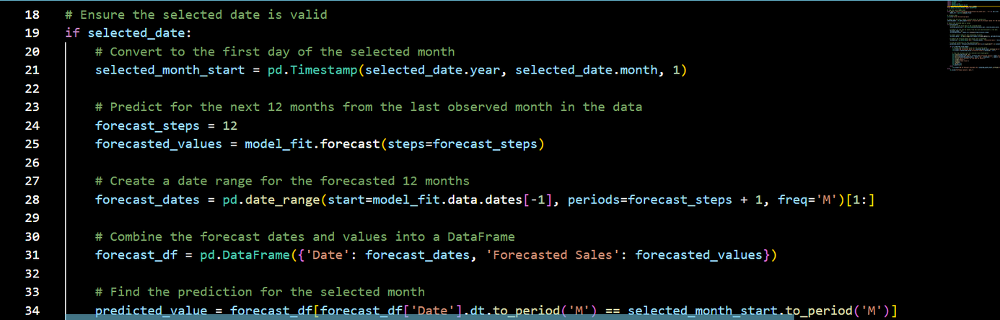 18 # Ensure the selected date is valid
19 if selected_date:
20     # Convert to the first day of the selected month
21     selected_month_start = pd.Timestamp(selected_date.year, selected_date.month, 1)
22
23     # Predict for the next 12 months from the last observed month in the data
24     forecast_steps = 12
25     forecasted_values = model_fit.forecast(steps=forecast_steps)
26
27     # Create a date range for the forecasted 12 months
28     forecast_dates = pd.date_range(start=model_fit.data.dates[-1], periods=forecast_steps + 1, freq='M')[1:]
29
30     # Combine the forecast dates and values into a DataFrame
31     forecast_df = pd.DataFrame({'Date': forecast_dates, 'Forecasted Sales': forecasted_values})
32
33     # Find the prediction for the selected month
34     predicted_value = forecast_df[forecast_df['Date'].dt.to_period('M') == selected_month_start.to_period('M')]